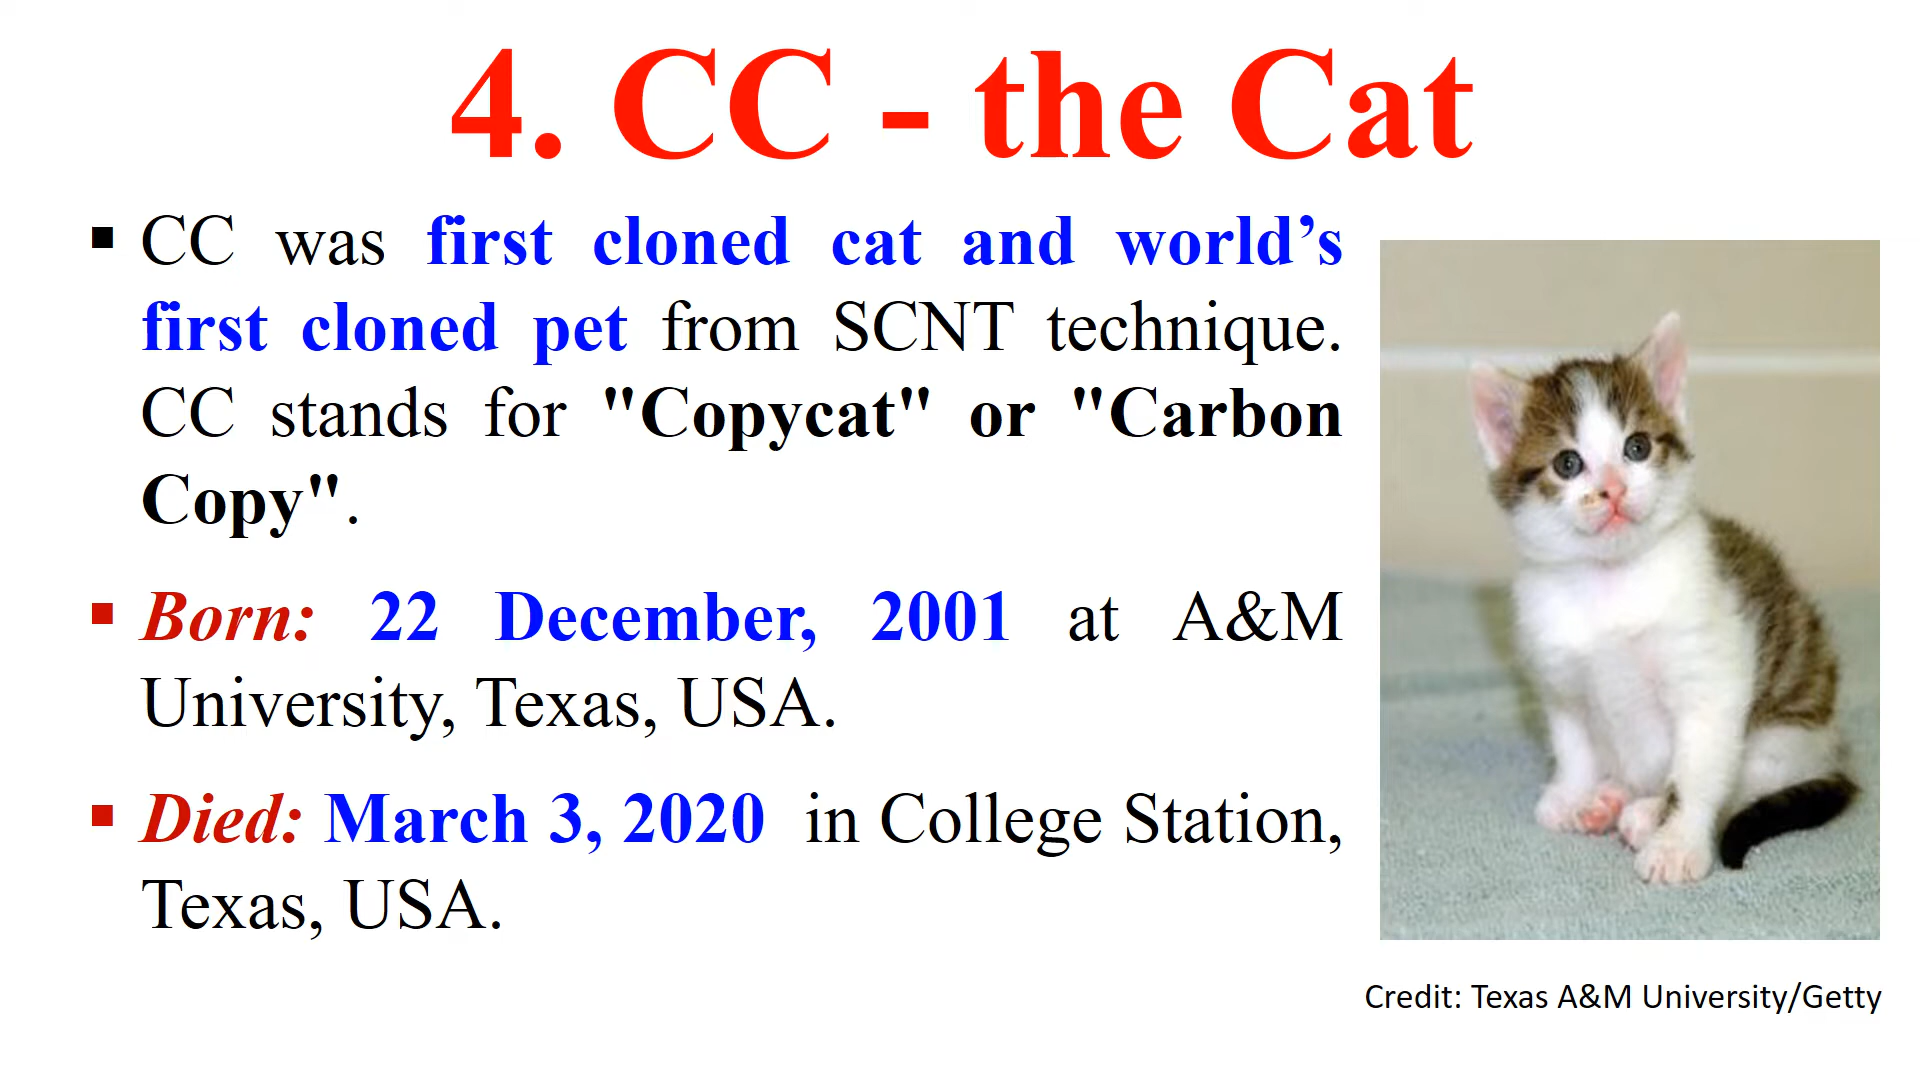 4. CC - the Cat
▪ CC was first cloned cat and world’s
first cloned pet from SCNT technique.
CC stands for "Copycat" or "Carbon
Copy".
▪ Born: 22 December, 2001 at A&M
University, Texas, USA.
▪ Died: March 3, 2020 in College Station,
Texas, USA.
Credit: Texas A&M University/Getty